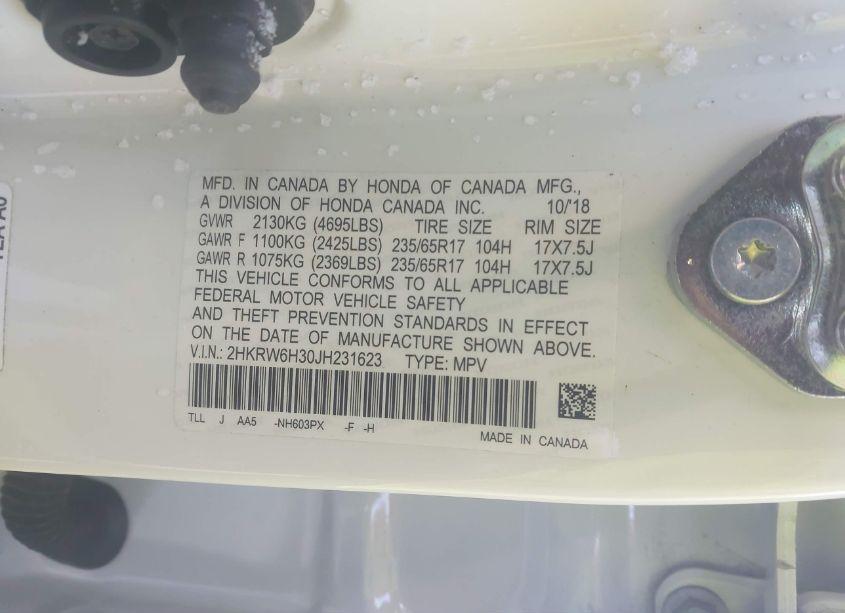 MFD. IN CANADA BY HONDA OF CANADA MFG.,
A DIVISION OF HONDA CANADA INC. 10/'18
GVWR 2130KG (4695LBS) TIRE SIZE RIM SIZE
GAWR F 1100KG (2425LBS) 235/65R17 104H 17X7.5J
GAWR R 1075KG (2369LBS) 235/65R17 104H 17X7.5J
THIS VEHICLE CONFORMS TO ALL APPLICABLE
FEDERAL MOTOR VEHICLE SAFETY
AND THEFT PREVENTION STANDARDS IN EFFECT
ON THE DATE OF MANUFACTURE SHOWN ABOVE.
V.I.N.: 2HKRW6H30JH231623 TYPE: MPV
TLL J AA5 -NH603PX -F -H
MADE IN CANADA